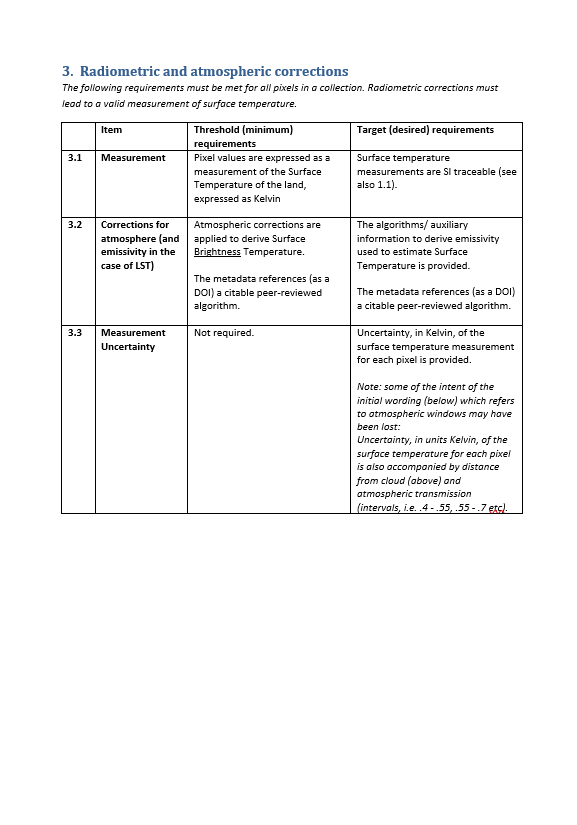 3. Radiometric and atmospheric corrections
The following requirements must be met for all pixels in a collection. Radiometric corrections must
lead to a valid measurement of surface temperature.
Item
Threshold (minimum)
requirements
Target (desired) requirements
3.1
Measurement
Pixel values are expressed as a
measurement of the Surface
Temperature of the land,
expressed as Kelvin
Surface temperature
measurements are SI traceable (see
also 1.1).
3.2
Corrections for
atmosphere (and
emissivity in the
case of LST)
Atmospheric corrections are
applied to derive Surface
Brightness Temperature.
The metadata references (as a
DOI) a citable peer-reviewed
algorithm.
The algorithms/ auxiliary
information to derive emissivity
used to estimate Surface
Temperature is provided.
The metadata references (as a DOI)
a citable peer-reviewed algorithm.
3.3
Measurement
Uncertainty
Not required.
Uncertainty, in Kelvin, of the
surface temperature measurement
for each pixel is provided.
Note: some of the intent of the
initial wording (below) which refers
to atmospheric windows may have
been lost:
Uncertainty, in units Kelvin, of the
surface temperature for each pixel
is also accompanied by distance
from cloud (above) and
atmospheric transmission
(intervals, i.e. .4 - .55, .55 - .7 etc).